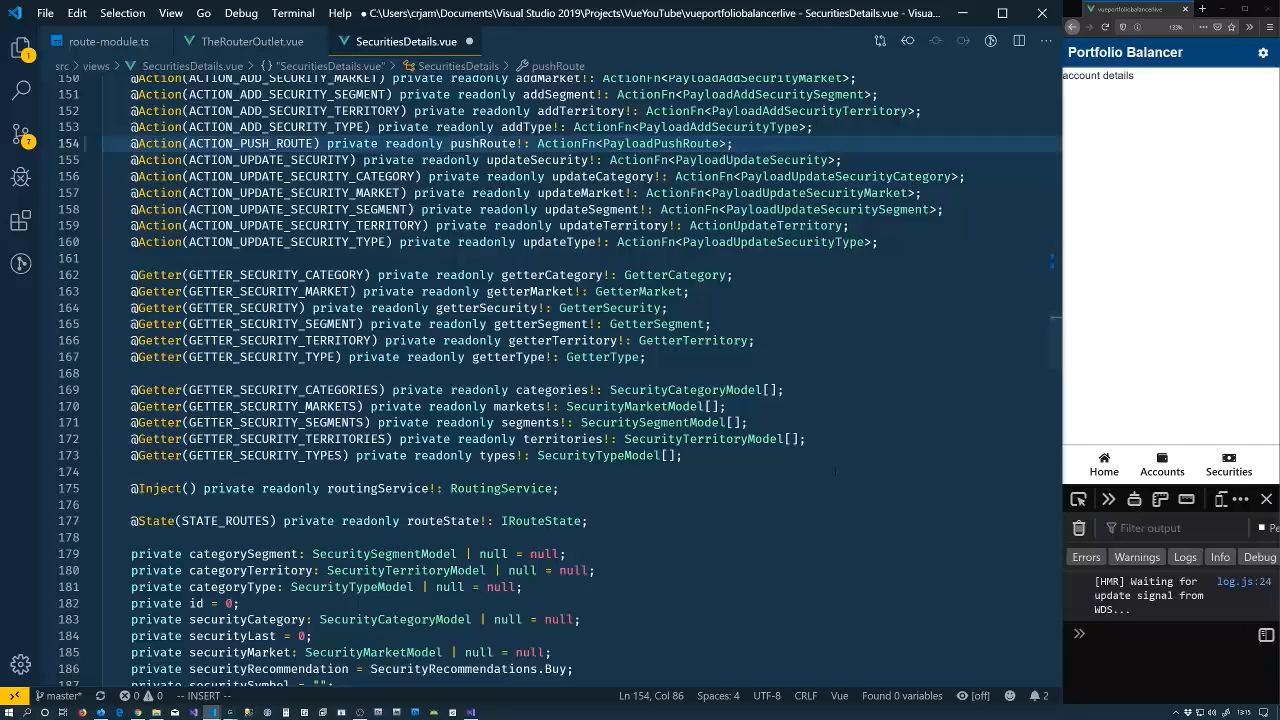 File Edit Selection View Go Debug Terminal Help
C:\Users\crjam\Documents\Visual Studio 2019\Projects\VueYouTube\vueportfoliobalancerlive - SecuritiesDetails.vue - Visua...
vueportfoliobalancerlive
route-module.ts TheRouterOutlet.vue SecuritiesDetails.vue
133%
src > views > SecuritiesDetails.vue > {} "SecuritiesDetails.vue" > SecuritiesDetails > pushRoute
Portfolio Balancer
account details
150 @Action(ACTION_ADD_SECURITY_MARKET) private readonly addMarket!: ActionFn<PayloadAddSecurityMarket>;
151 @Action(ACTION_ADD_SECURITY_SEGMENT) private readonly addSegment!: ActionFn<PayloadAddSecuritySegment>;
152 @Action(ACTION_ADD_SECURITY_TERRITORY) private readonly addTerritory!: ActionFn<PayloadAddSecurityTerritory>;
153 @Action(ACTION_ADD_SECURITY_TYPE) private readonly addType!: ActionFn<PayloadAddSecurityType>;
154 @Action(ACTION_PUSH_ROUTE) private readonly pushRoute!: ActionFn<PayloadPushRoute>;
155 @Action(ACTION_UPDATE_SECURITY) private readonly updateSecurity!: ActionFn<PayloadUpdateSecurity>;
156 @Action(ACTION_UPDATE_SECURITY_CATEGORY) private readonly updateCategory!: ActionFn<PayloadUpdateSecurityCategory>;
157 @Action(ACTION_UPDATE_SECURITY_MARKET) private readonly updateMarket!: ActionFn<PayloadUpdateSecurityMarket>;
158 @Action(ACTION_UPDATE_SECURITY_SEGMENT) private readonly updateSegment!: ActionFn<PayloadUpdateSecuritySegment>;
159 @Action(ACTION_UPDATE_SECURITY_TERRITORY) private readonly updateTerritory!: ActionUpdateTerritory;
160 @Action(ACTION_UPDATE_SECURITY_TYPE) private readonly updateType!: ActionFn<PayloadUpdateSecurityType>;
161
162 @Getter(GETTER_SECURITY_CATEGORY) private readonly getterCategory!: GetterCategory;
163 @Getter(GETTER_SECURITY_MARKET) private readonly getterMarket!: GetterMarket;
164 @Getter(GETTER_SECURITY) private readonly getterSecurity!: GetterSecurity;
165 @Getter(GETTER_SECURITY_SEGMENT) private readonly getterSegment!: GetterSegment;
166 @Getter(GETTER_SECURITY_TERRITORY) private readonly getterTerritory!: GetterTerritory;
167 @Getter(GETTER_SECURITY_TYPE) private readonly getterType!: GetterType;
168
169 @Getter(GETTER_SECURITY_CATEGORIES) private readonly categories!: SecurityCategoryModel[];
170 @Getter(GETTER_SECURITY_MARKETS) private readonly markets!: SecurityMarketModel[];
171 @Getter(GETTER_SECURITY_SEGMENTS) private readonly segments!: SecuritySegmentModel[];
172 @Getter(GETTER_SECURITY_TERRITORIES) private readonly territories!: SecurityTerritoryModel[];
173 @Getter(GETTER_SECURITY_TYPES) private readonly types!: SecurityTypeModel[];
174
175 @Inject() private readonly routingService!: RoutingService;
176
177 @State(STATE_ROUTES) private readonly routeState!: IRouteState;
178
179 private categorySegment: SecuritySegmentModel | null = null;
180 private categoryTerritory: SecurityTerritoryModel | null = null;
181 private categoryType: SecurityTypeModel | null = null;
182 private id = 0;
183 private securityCategory: SecurityCategoryModel | null = null;
184 private securityLast = 0;
185 private securityMarket: SecurityMarketModel | null = null;
186 private securityRecommendation = SecurityRecommendations.Buy;
187 private securitySymbol = "";
Home Accounts Securities
Filter output
Pe
Errors Warnings Logs Info Debug
[HMR] Waiting for log.js:24
update signal from
WDS...
1
7
master* 0 0 -- INSERT -- Ln 154, Col 86 Spaces: 4 UTF-8 CRLF Vue Found 0 variables [off] 2
13:15